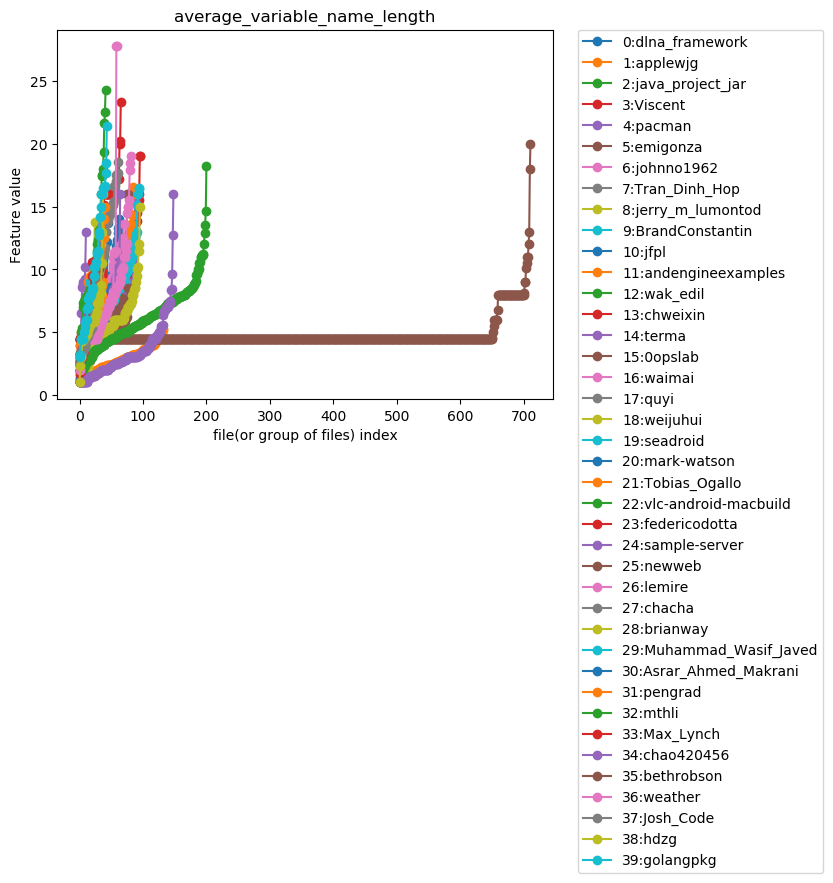 average_variable_name_length
Feature value
25
20
15
10
5
0
0
100
200
300
400
500
600
700
file(or group of files) index
0:dlna_framework
1:applewjg
2:java_project_jar
3:Viscent
4:pacman
5:emigonza
6:johnno1962
7:Tran_Dinh_Hop
8:jerry_m_lumontod
9:BrandConstantin
10:jfpl
11:andengineexamples
12:wak_edil
13:chweixin
14:terma
15:0opslab
16:waimai
17:quyi
18:weijuhui
19:seadroid
20:mark-watson
21:Tobias_Ogallo
22:vlc-android-macbuild
23:federicodotta
24:sample-server
25:newweb
26:lemire
27:chacha
28:brianway
29:Muhammad_Wasif_Javed
30:Asrar_Ahmed_Makrani
31:pengrad
32:mthli
33:Max_Lynch
34:chao420456
35:bethrobson
36:weather
37:Josh_Code
38:hdzg
39:golangpkg